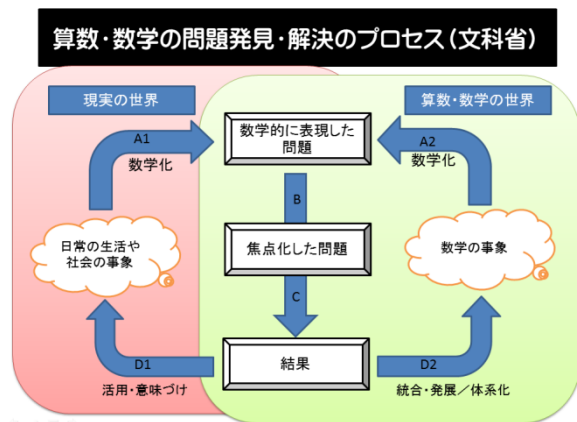 算数・数学の問題発見・解決のプロセス(文科省)
現実の世界
算数・数学の世界
A1
数学化
数学的に表現した
問題
A2
数学化
B
日常の生活や
社会の事象
焦点化した問題
数学の事象
C
D1
結果
D2
活用・意味づけ
統合・発展/体系化